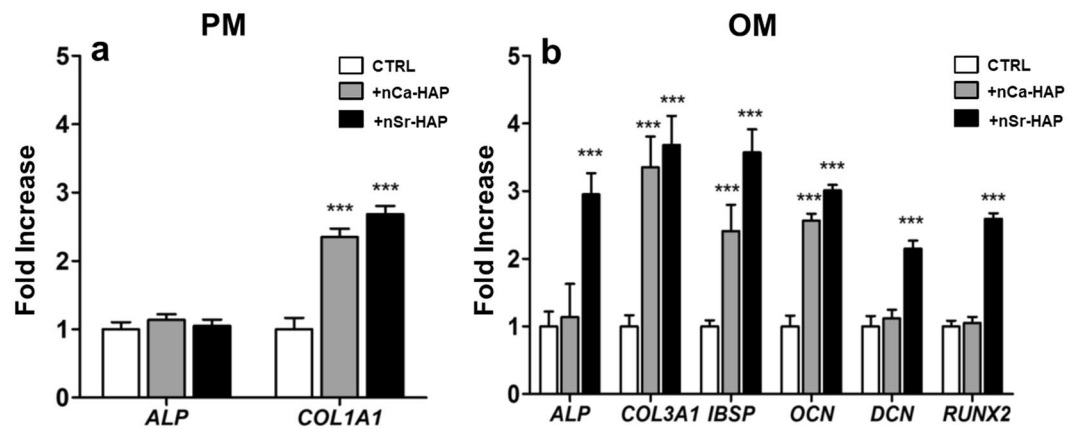 PM
a
CTRL
+nCa-HAP
+nSr-HAP
Fold Increase
5
4
3
2
1
0
***
***
ALP
COL1A1
OM
b
CTRL
+nCa-HAP
+nSr-HAP
Fold Increase
5
4
3
2
1
0
***
***
***
***
***
***
***
***
***
ALP
COL3A1
IBSP
OCN
DCN
RUNX2